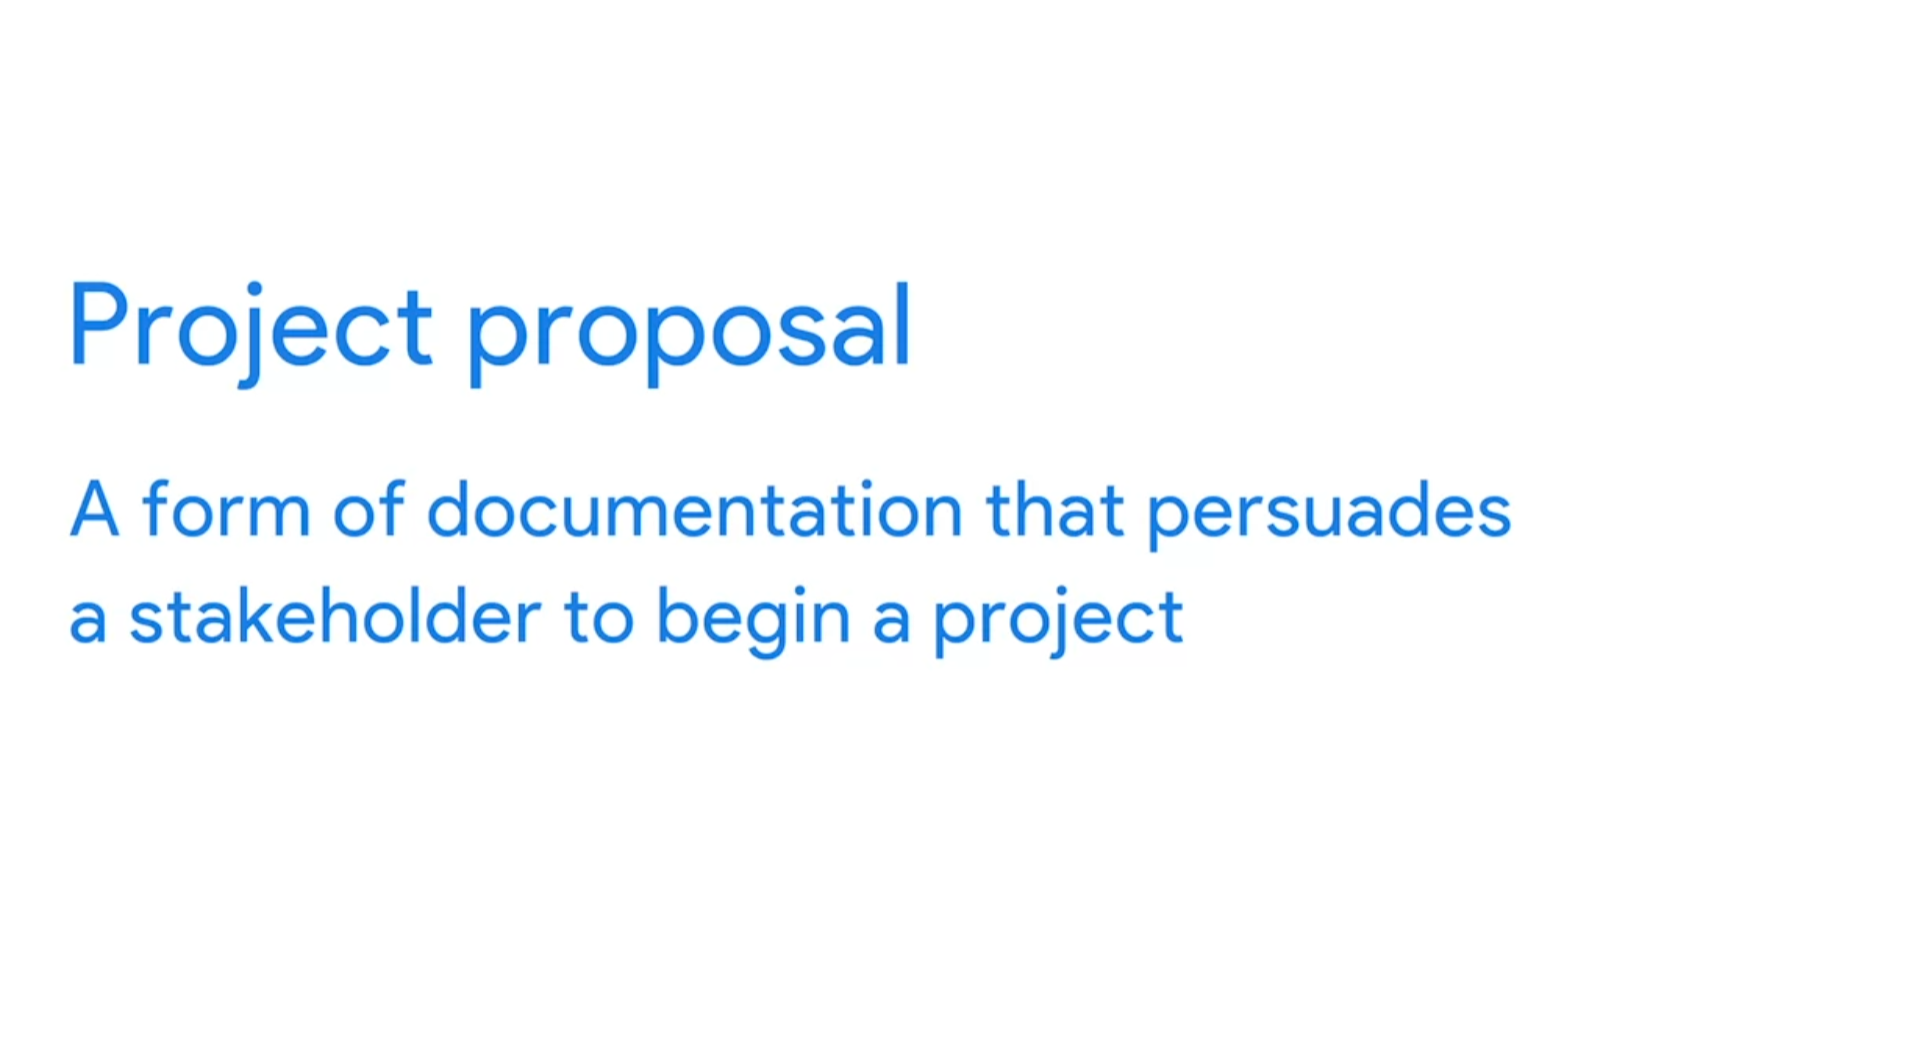 Project proposal
A form of documentation that persuades
a stakeholder to begin a project